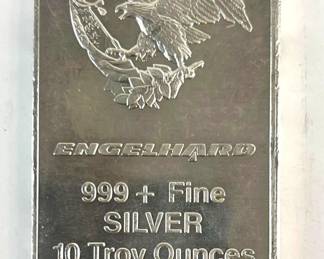 ENGELHARD
999 + Fine
SILVER
10 Troy Ounces